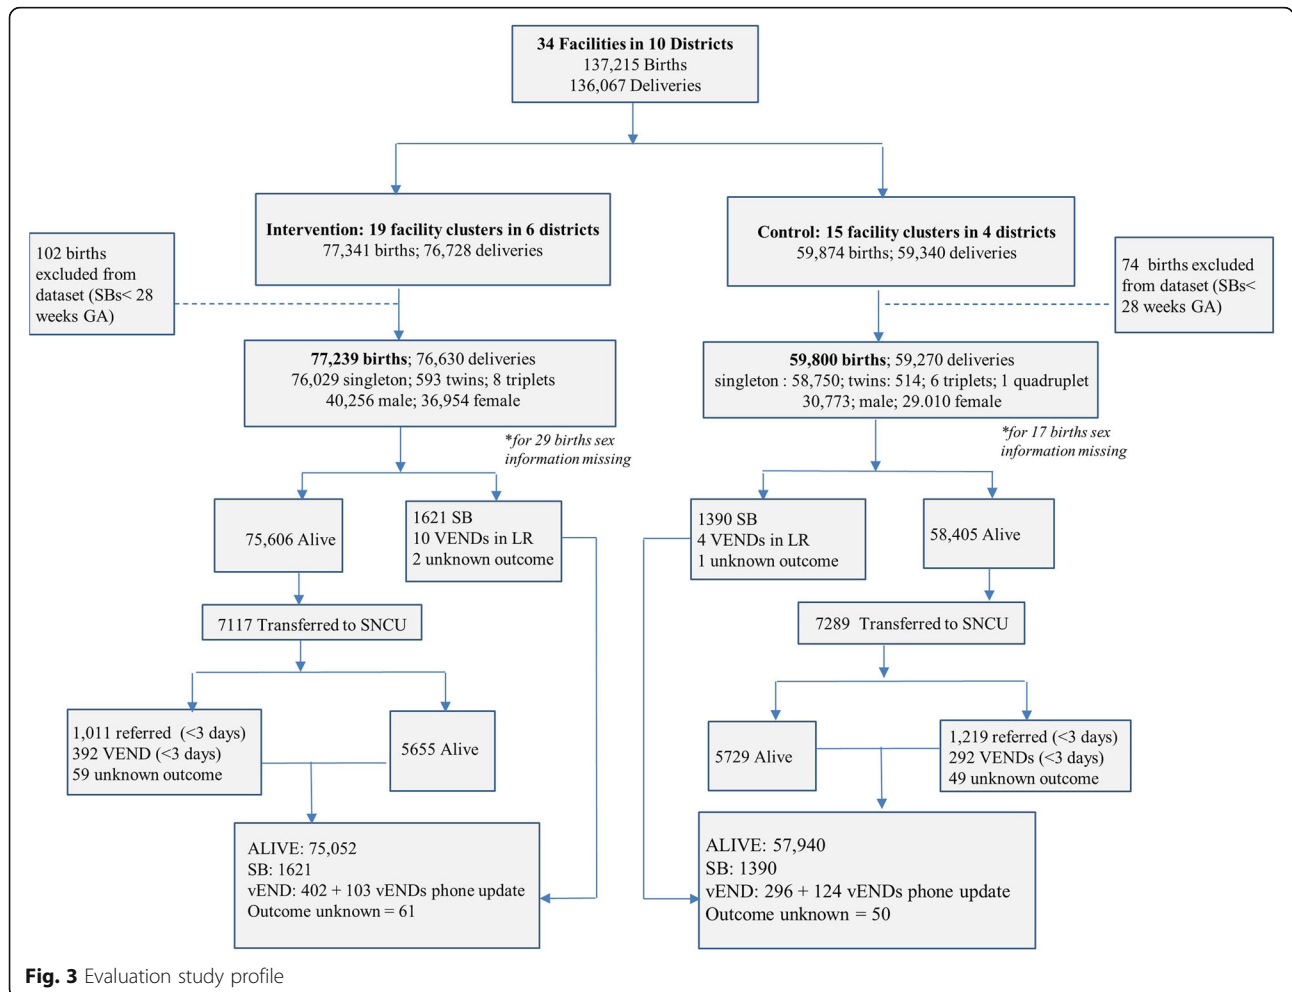 34 Facilities in 10 Districts
137,215 Births
136,067 Deliveries
Intervention: 19 facility clusters in 6 districts
77,341 births; 76,728 deliveries
Control: 15 facility clusters in 4 districts
59,874 births; 59,340 deliveries
102 births
excluded from
dataset (SBs< 28
weeks GA)
74 births excluded
from dataset (SBs<
28 weeks GA)
77,239 births; 76,630 deliveries
76,029 singleton; 593 twins; 8 triplets
40,256 male; 36,954 female
59,800 births; 59,270 deliveries
singleton : 58,750; twins: 514; 6 triplets; 1 quadruplet
30,773; male; 29.010 female
*for 29 births sex
information missing
*for 17 births sex
information missing
75,606 Alive
1621 SB
10 VENDs in LR
2 unknown outcome
1390 SB
4 VENDs in LR
1 unknown outcome
58,405 Alive
7117 Transferred to SNCU
7289 Transferred to SNCU
1,011 referred (<3 days)
392 VEND (<3 days)
59 unknown outcome
5655 Alive
5729 Alive
1,219 referred (<3 days)
292 VENDs (<3 days)
49 unknown outcome
ALIVE: 75,052
SB: 1621
vEND: 402 + 103 vENDs phone update
Outcome unknown = 61
ALIVE: 57,940
SB: 1390
vEND: 296 + 124 vENDs phone update
Outcome unknown = 50
Fig. 3 Evaluation study profile